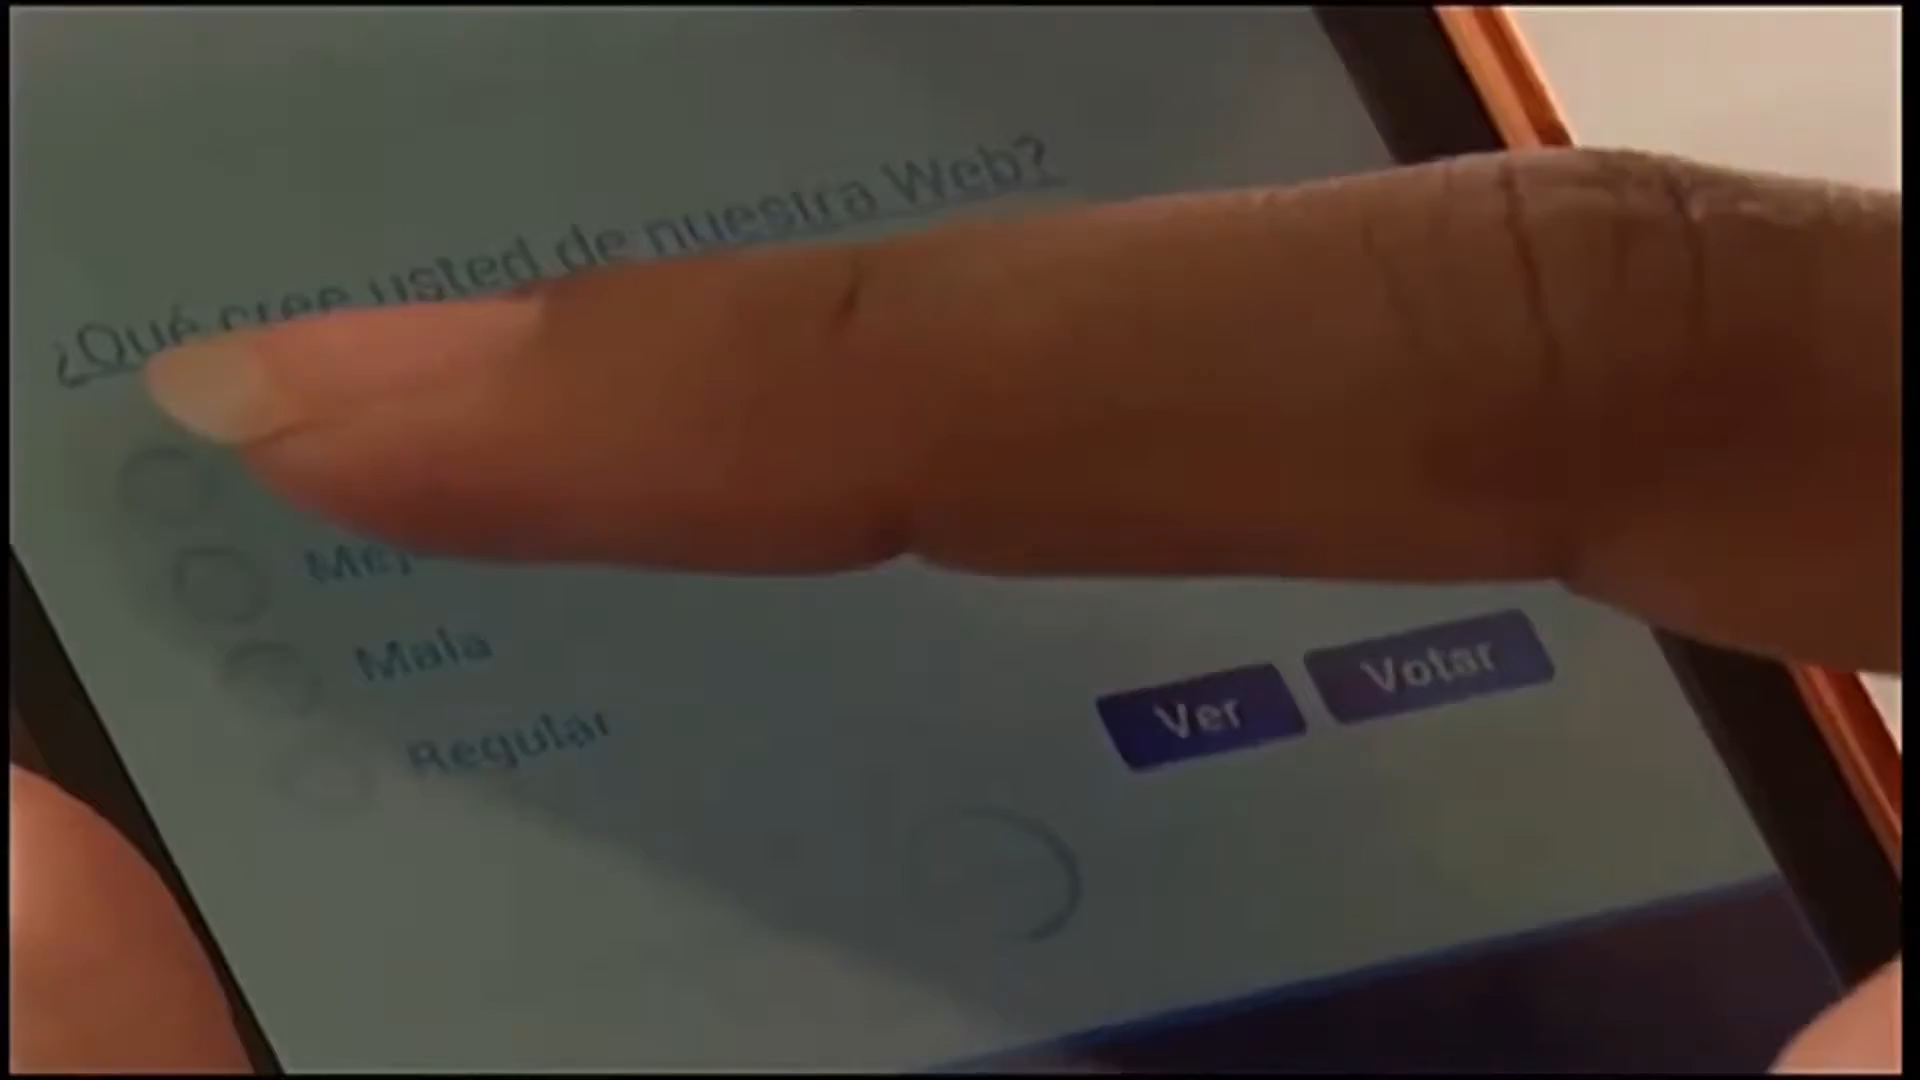 ¿Qué cree usted de nuestra Web?
Mala
Regular
Ver
Votar